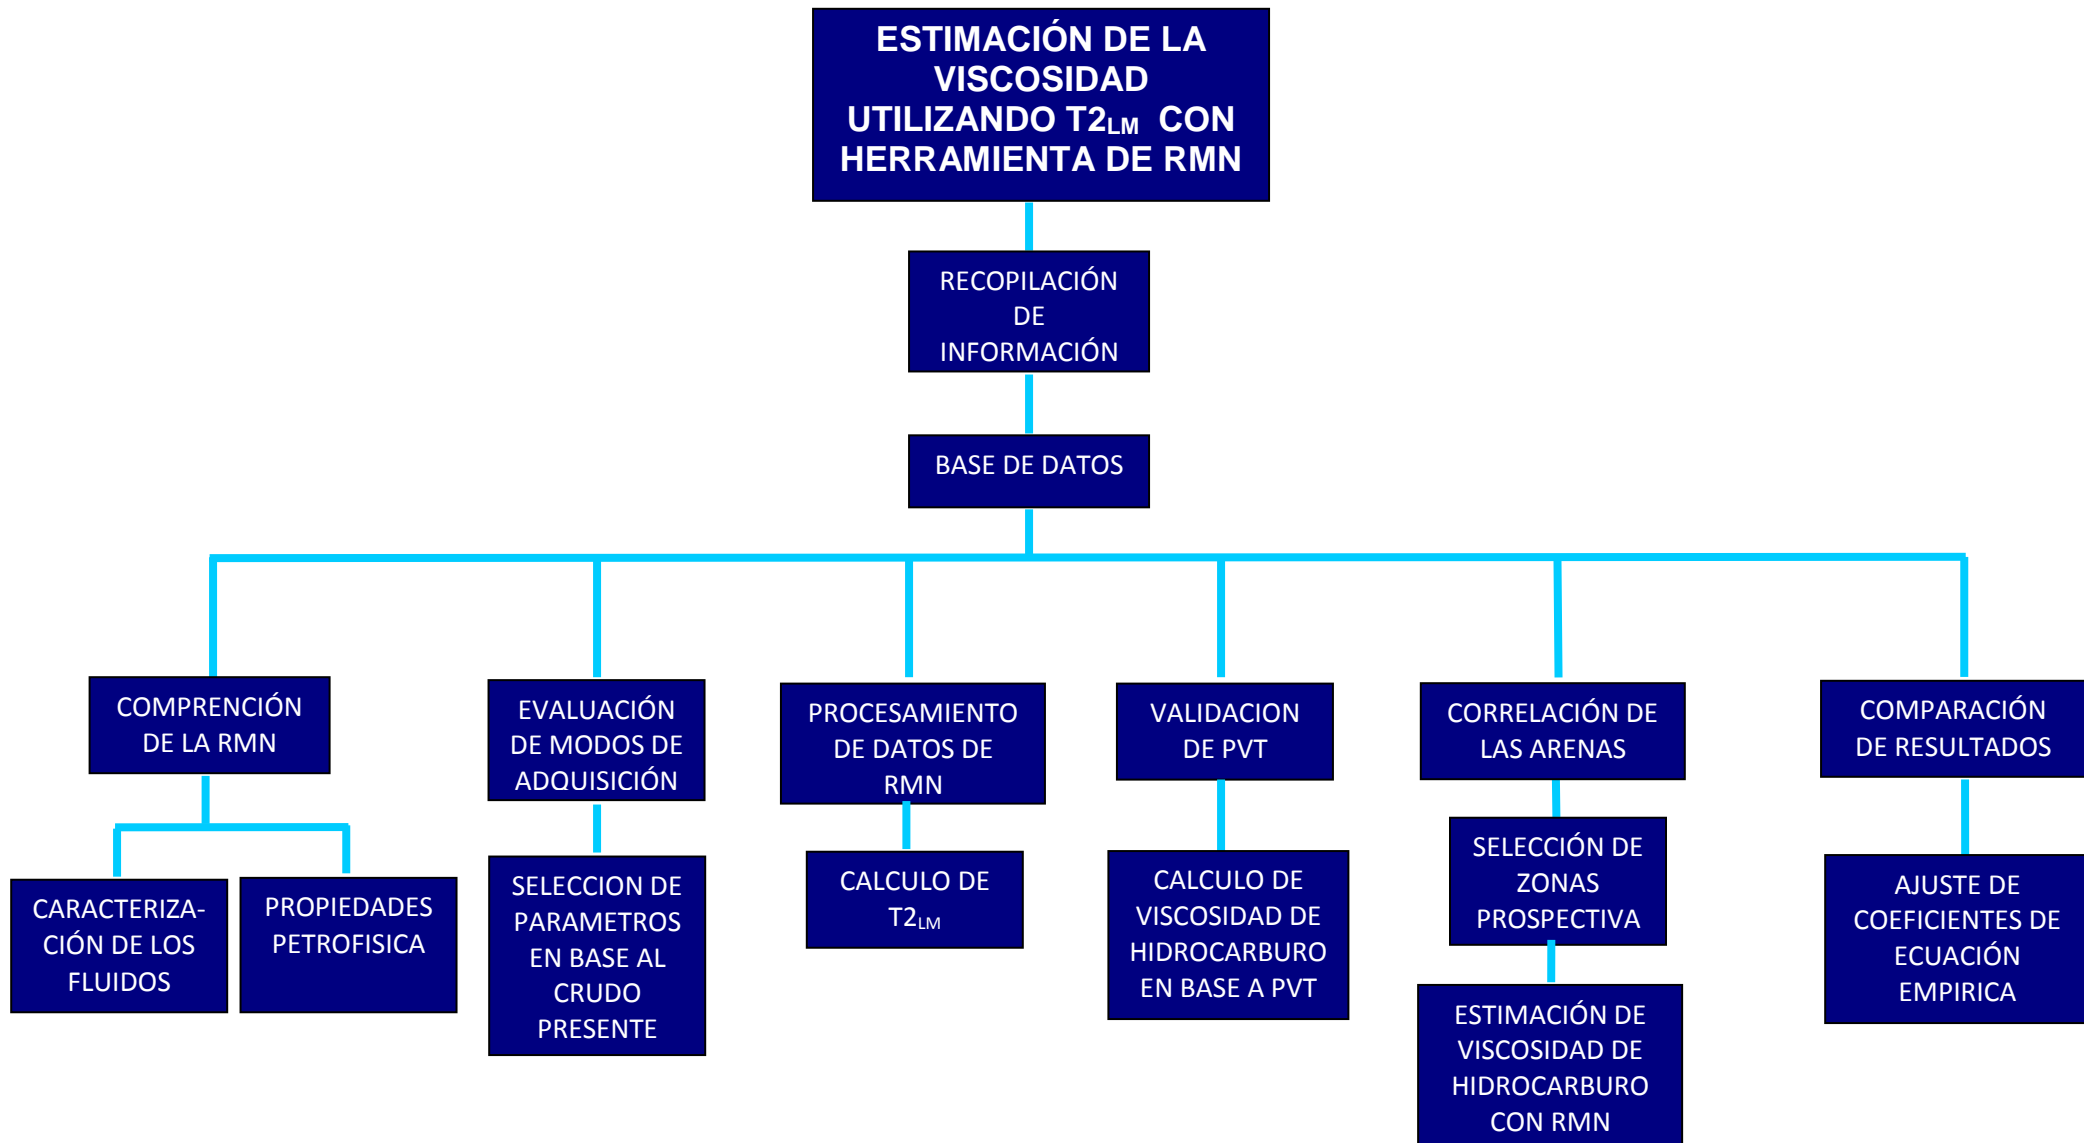 ESTIMACIÓN DE LA
VISCOSIDAD
UTILIZANDO T2LM CON
HERRAMIENTA DE RMN
RECOPILACIÓN
DE
INFORMACIÓN
BASE DE DATOS
COMPRENCIÓN
DE LA RMN
CARACTERIZA-
CIÓN DE LOS
FLUIDOS
PROPIEDADES
PETROFISICA
EVALUACIÓN
DE MODOS DE
ADQUISICIÓN
SELECCION DE
PARAMETROS
EN BASE AL
CRUDO
PRESENTE
PROCESAMIENTO
DE DATOS DE
RMN
CALCULO DE
T2LM
VALIDACION
DE PVT
CALCULO DE
VISCOSIDAD DE
HIDROCARBURO
EN BASE A PVT
CORRELACIÓN DE
LAS ARENAS
SELECCIÓN DE
ZONAS
PROSPECTIVA
ESTIMACIÓN DE
VISCOSIDAD DE
HIDROCARBURO
CON RMN
COMPARACIÓN
DE RESULTADOS
AJUSTE DE
COEFICIENTES DE
ECUACIÓN
EMPIRICA